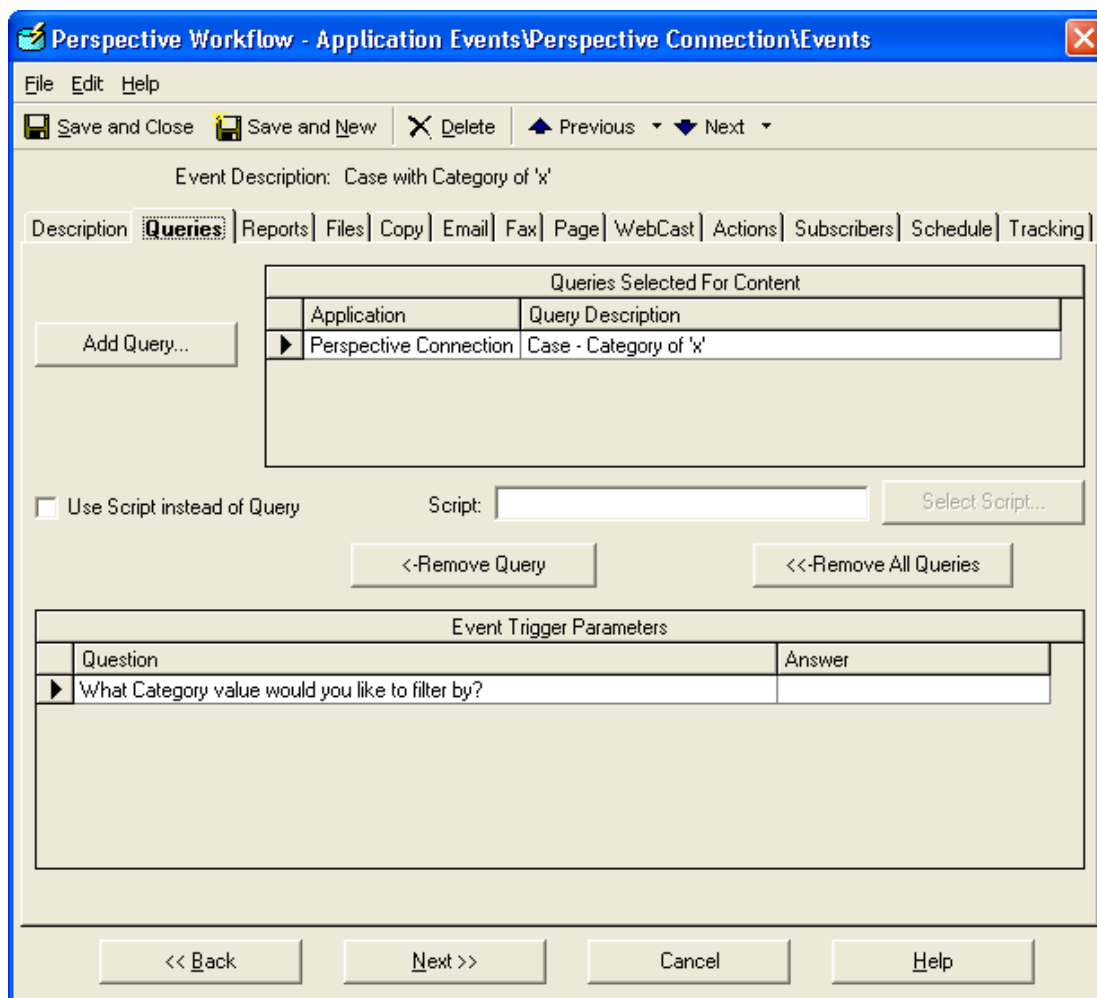 Perspective Workflow - Application Events\Perspective Connection\Events
File Edit Help
Save and Close Save and New Delete Previous Next
Event Description: Case with Category of 'x'
Description Queries Reports Files Copy Email Fax Page WebCast Actions Subscribers Schedule Tracking
Queries Selected For Content
Application Query Description
Add Query... Perspective Connection Case - Category of 'x'
Use Script instead of Query Script: Select Script...
<-Remove Query <<-Remove All Queries
Event Trigger Parameters
Question Answer
What Category value would you like to filter by?
<< Back Next >> Cancel Help